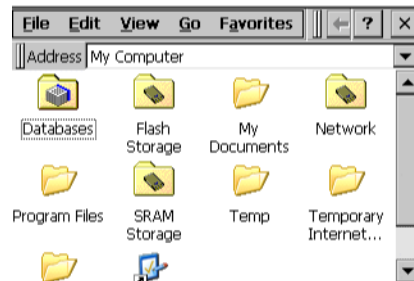 File Edit View Go Favorites ? ×
Address My Computer
Databases
Flash
Storage
My
Documents
Network
Program Files
SRAM
Storage
Temp
Temporary
Internet...